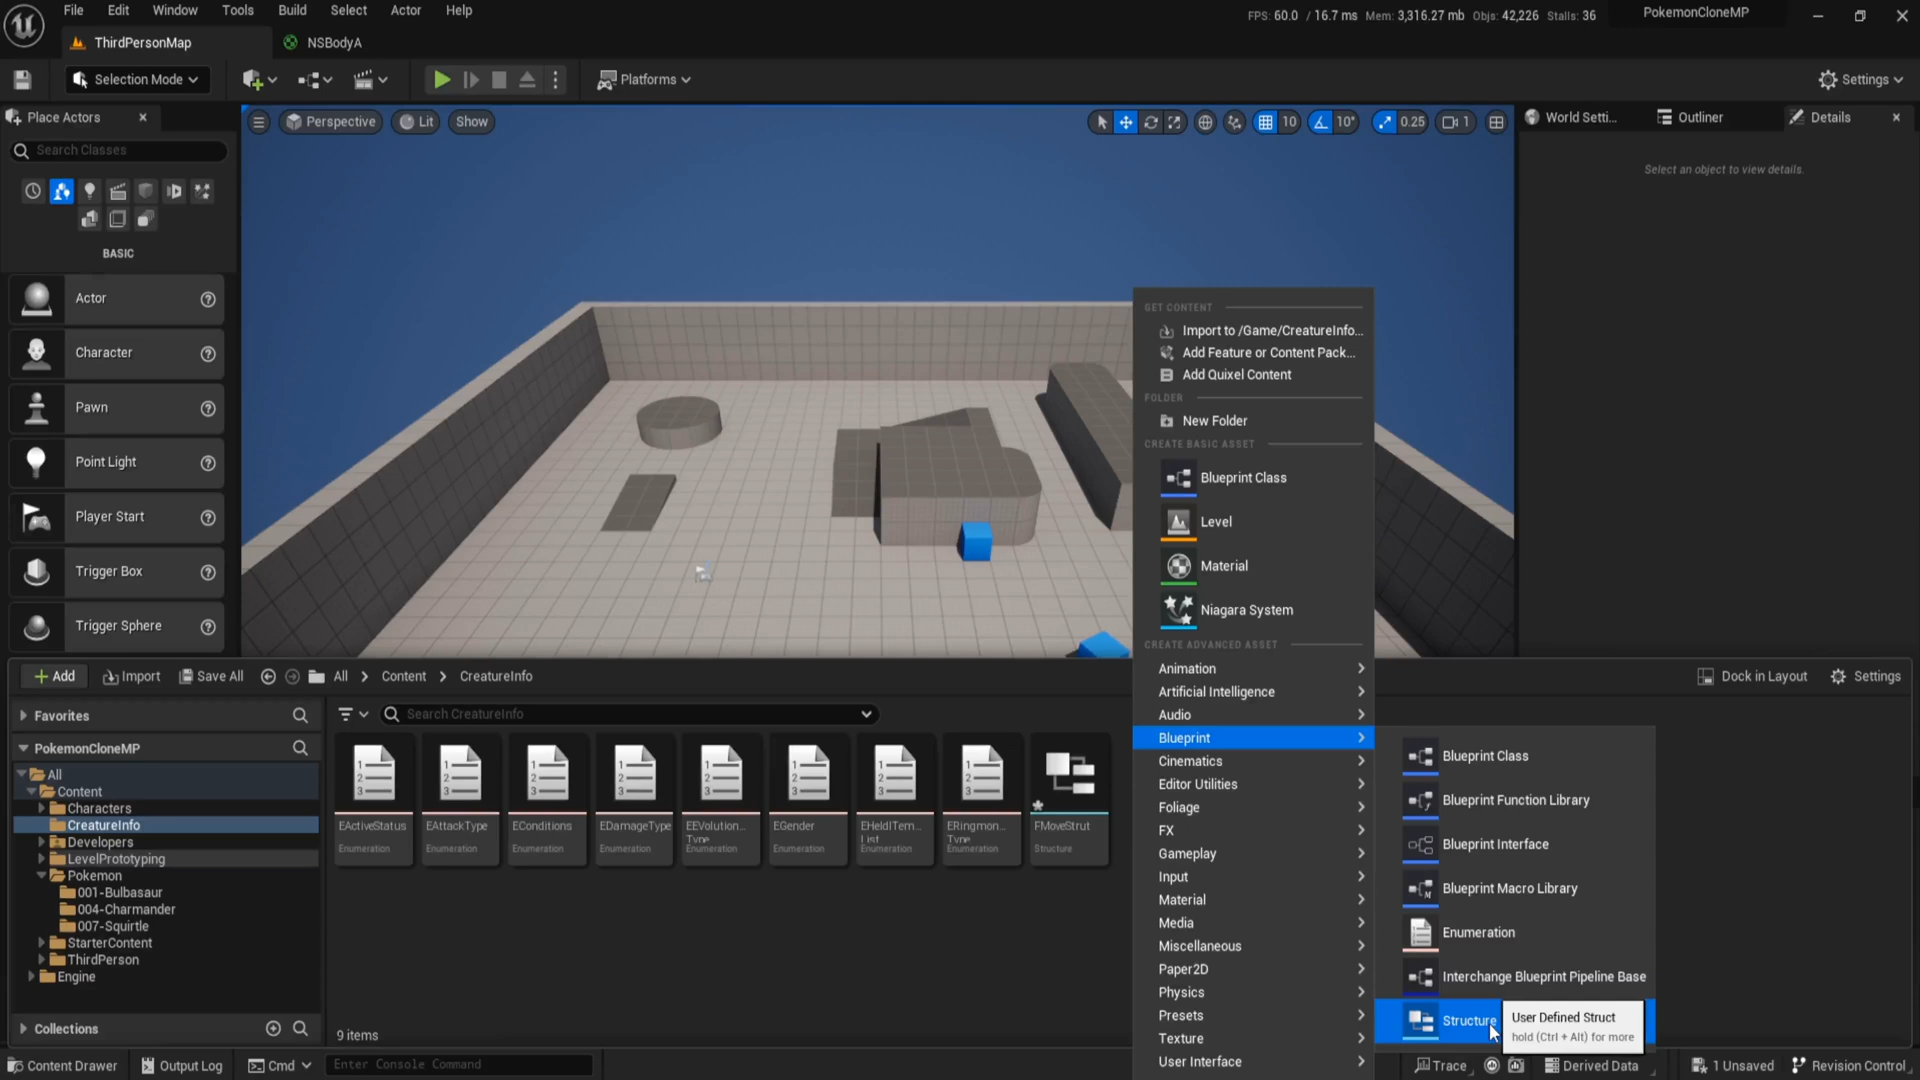 File Edit Window Tools Build Select Actor Help
FPS: 60.0 / 16.7 ms Mem: 3,316.27 mb Objs: 42,226 Stalls: 36 PokemonCloneMP
ThirdPersonMap NSBodyA
Selection Mode Platforms Settings
Place Actors
Perspective Lit Show 10 10° 0.25 1
World Setti... Outliner Details
Search Classes
Select an object to view details.
BASIC
Actor
Character
Pawn
Point Light
Player Start
Trigger Box
Trigger Sphere
GET CONTENT
Import to /Game/CreatureInfo...
Add Feature or Content Pack...
Add Quixel Content
FOLDER
New Folder
CREATE BASIC ASSET
Blueprint Class
Level
Material
Niagara System
CREATE ADVANCED ASSET
Animation
Artificial Intelligence
Audio
Blueprint
Cinematics
Editor Utilities
Foliage
FX
Gameplay
Input
Material
Media
Miscellaneous
Paper2D
Physics
Presets
Texture
User Interface
Blueprint Class
Blueprint Function Library
Blueprint Interface
Blueprint Macro Library
Enumeration
Interchange Blueprint Pipeline Base
Structure
User Defined Struct
hold (Ctrl + Alt) for more
Add Import Save All All Content CreatureInfo
Dock in Layout Settings
Favorites
Search CreatureInfo
PokemonCloneMP
All
Content
Characters
CreatureInfo
Developers
LevelPrototyping
Pokemon
001-Bulbasaur
004-Charmander
007-Squirtle
StarterContent
ThirdPerson
Engine
Collections
EActiveStatus
Enumeration
EAttackType
Enumeration
EConditions
Enumeration
EDamageType
Enumeration
EEVolution...
Type
Enumeration
EGender
Enumeration
EHeldItem...
List
Enumeration
ERingmon...
Type
Enumeration
FMoveStrut
Structure
9 items
Content Drawer Output Log Cmd Enter Console Command
Trace Derived Data 1 Unsaved Revision Control